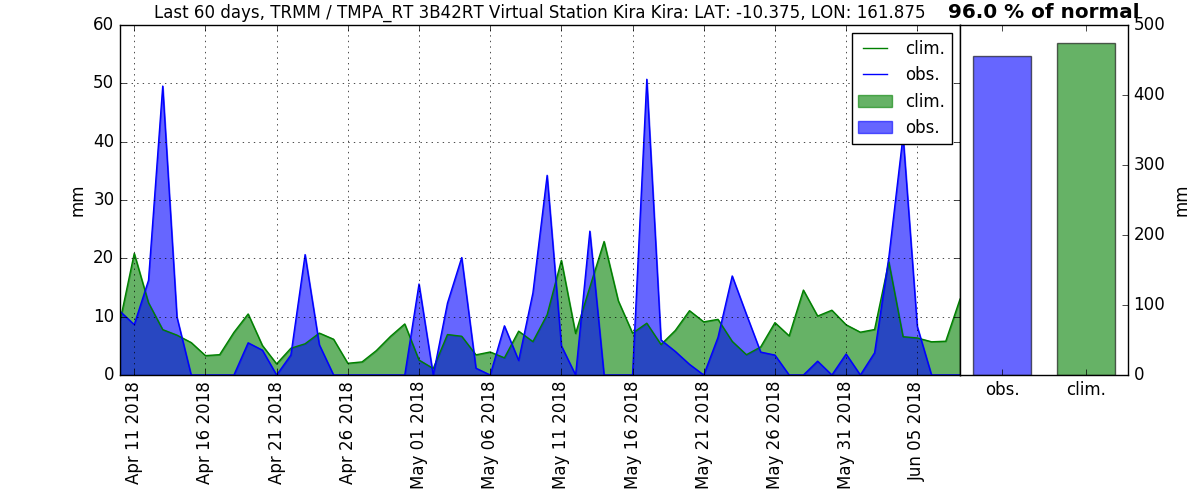 Last 60 days, TRMM / TMPA_RT 3B42RT Virtual Station Kira Kira: LAT: -10.375, LON: 161.875
96.0 % of normal
60
50
40
30
20
10
0
mm
clim.
obs.
clim.
obs.
500
400
300
200
100
0
mm
obs.
clim.
Apr 11 2018
Apr 16 2018
Apr 21 2018
Apr 26 2018
May 01 2018
May 06 2018
May 11 2018
May 16 2018
May 21 2018
May 26 2018
May 31 2018
Jun 05 2018